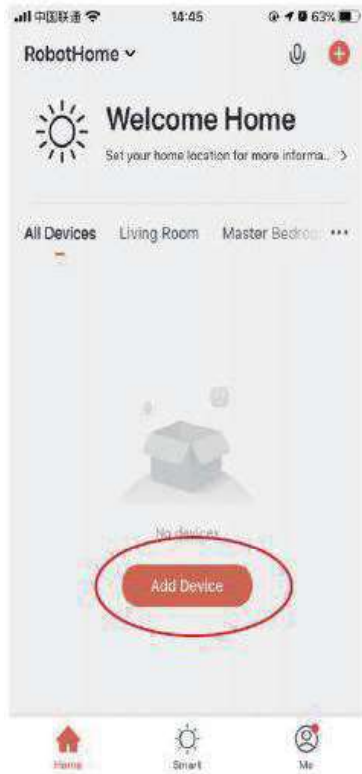 中国联通 14:45 63%
RobotHome
Welcome Home
Set your home location for more informa...
All Devices Living Room Master Bedroo
No devices
Add Device
Home Smart Me